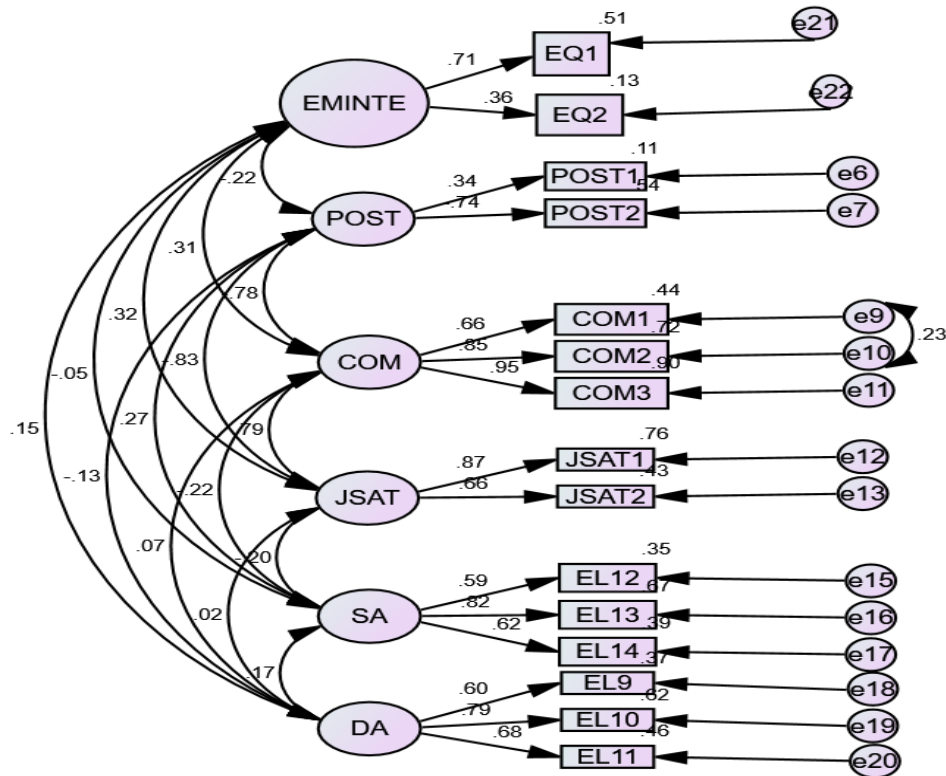 .51
e21
.71
EQ1
.13
EMINTE
.36
EQ2
e22
.11
-.22
.34
POST1
.54
e6
POST
.74
POST2
e7
.31
.78
.44
.66
COM1
.72
e9
.32
COM
.85
COM2
.90
e10
.23
-.05
-.83
.95
COM3
e11
.15
.27
.79
.76
-.13
.87
JSAT1
.43
e12
-.22
JSAT
.66
JSAT2
e13
.07
-.20
.35
.59
EL12
.67
e15
.02
SA
.82
EL13
.39
e16
.62
EL14
.37
e17
.17
.60
EL9
.62
e18
DA
.79
EL10
.46
e19
.68
EL11
e20